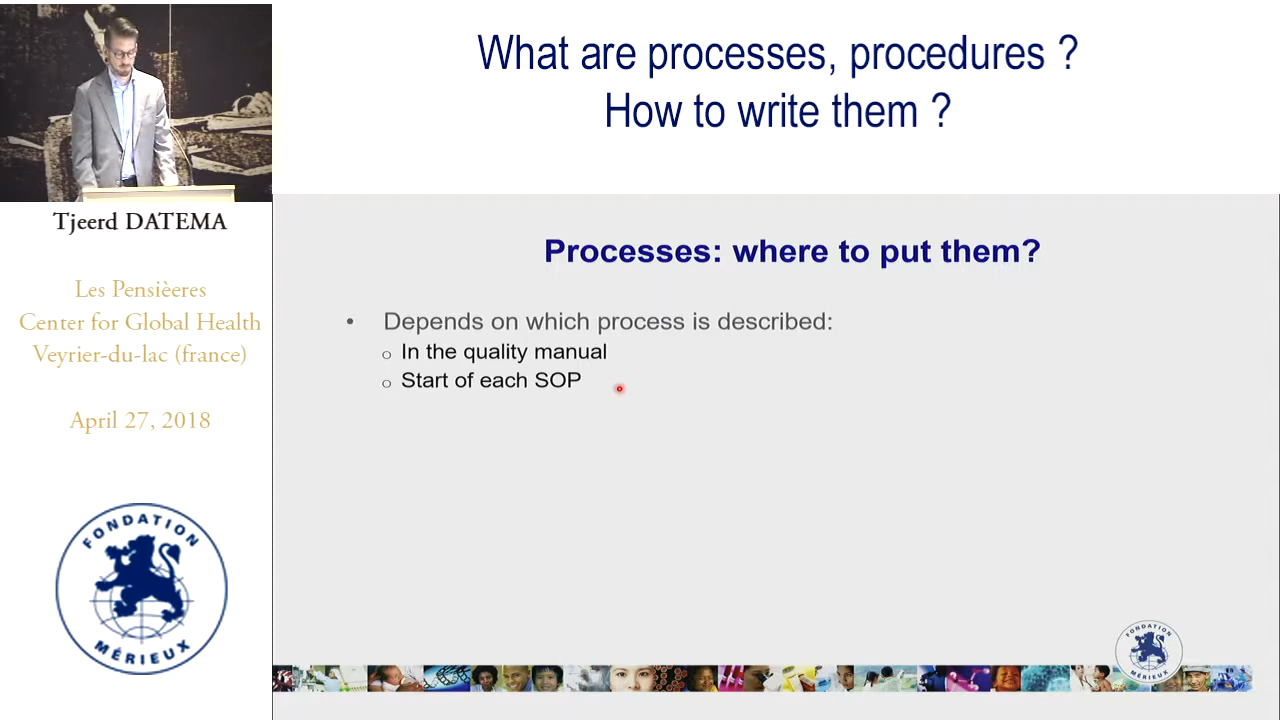 What are processes, procedures ?
How to write them ?
Tjeerd DATEMA
Les Pensièeres
Center for Global Health
Veyrier-du-lac (france)
April 27, 2018
FONDATION
MÉRIEUX
Processes: where to put them?
• Depends on which process is described:
o In the quality manual
o Start of each SOP
FONDATION
MÉRIEUX